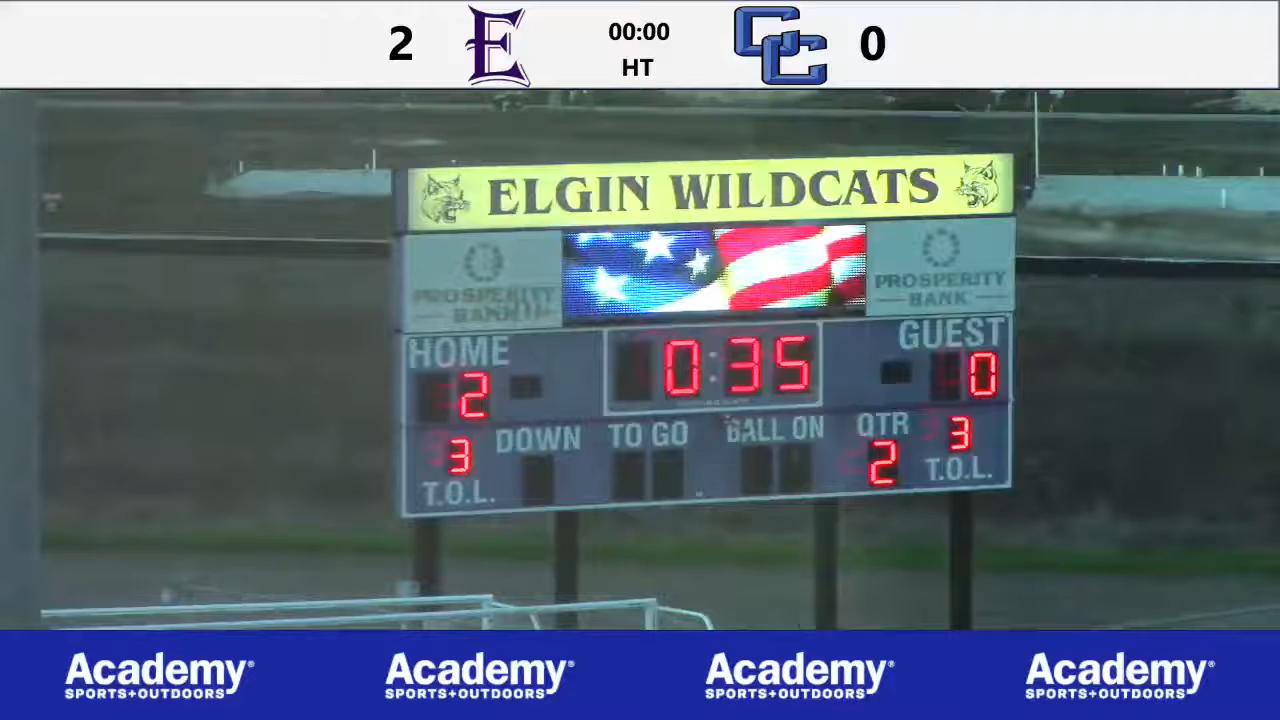 2 E 00:00 CC 0
HT
ELGIN WILDCATS
PROSPERITY BANK
PROSPERITY BANK
HOME 0:35 GUEST
2 0
3 DOWN TO GO BALL ON QTR 3
T.O.L. 2 T.O.L.
Academy Academy Academy Academy
SPORTS+OUTDOORS SPORTS+OUTDOORS SPORTS+OUTDOORS SPORTS+OUTDOORS